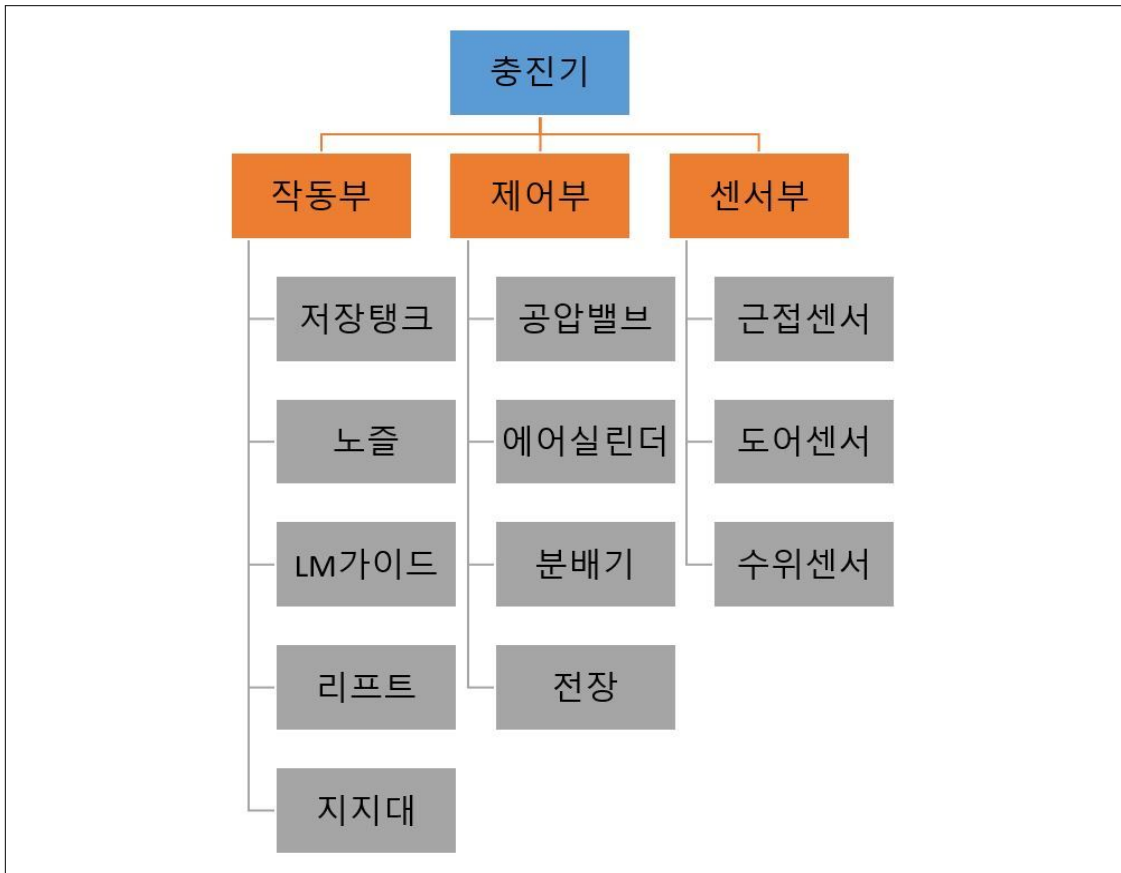 충진기
작동부
제어부
센서부
저장탱크
공압밸브
근접센서
노즐
에어실린더
도어센서
LM가이드
분배기
수위센서
리프트
전장
지지대